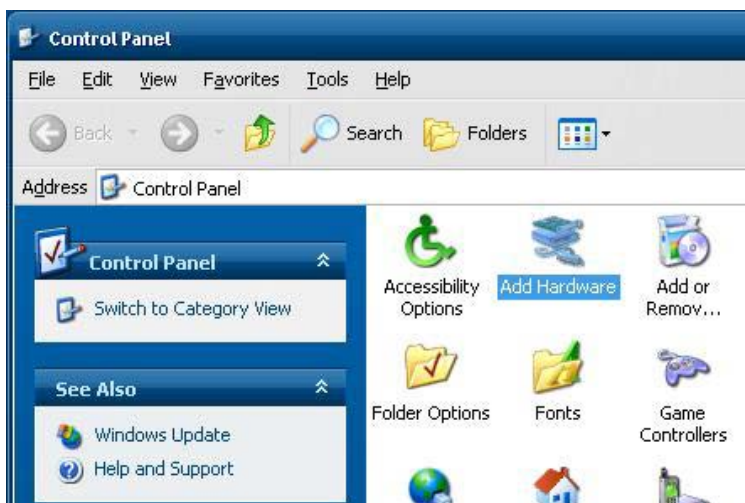 Control Panel
File Edit View Favorites Tools Help
Back Search Folders
Address Control Panel
Control Panel
Switch to Category View
See Also
Windows Update
Help and Support
Accessibility Options
Add Hardware
Add or Remov...
Folder Options
Fonts
Game Controllers